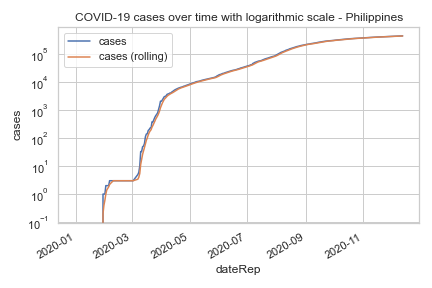 COVID-19 cases over time with logarithmic scale - Philippines
cases
cases (rolling)
10^5
10^4
10^3
10^2
10^1
10^0
10^-1
cases
2020-01
2020-03
2020-05
2020-07
2020-09
2020-11
dateRep